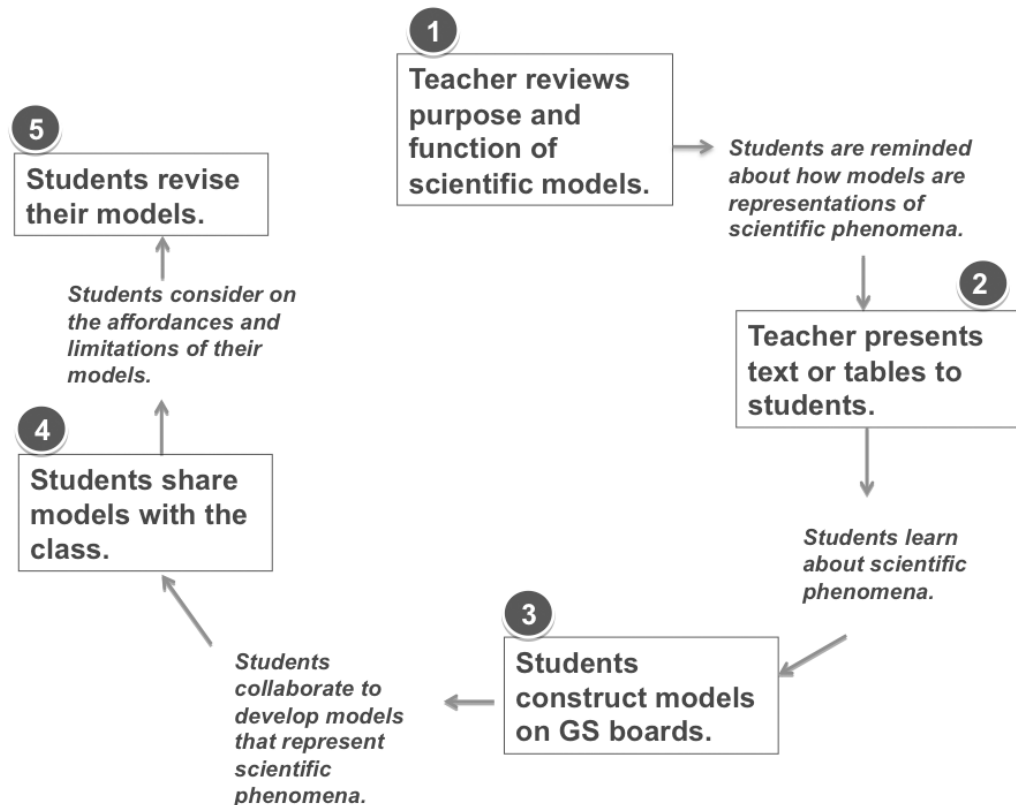 1
Teacher reviews
purpose and
function of
scientific models.
Students are reminded
about how models are
representations of
scientific phenomena.
2
Teacher presents
text or tables to
students.
Students learn
about scientific
phenomena.
3
Students
construct models
on GS boards.
Students
collaborate to
develop models
that represent
scientific
phenomena.
4
Students share
models with the
class.
Students consider on
the affordances and
limitations of their
models.
5
Students revise
their models.